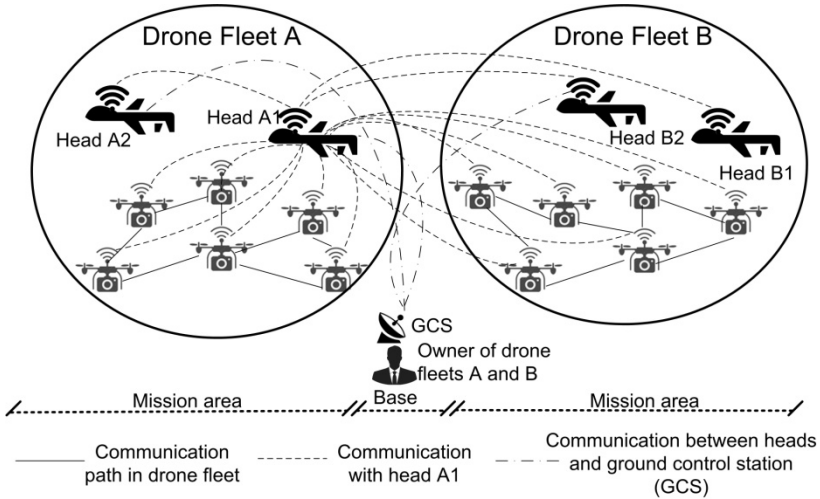 Drone Fleet A
Drone Fleet B
Head A2
Head A1
Head B2
Head B1
GCS
Owner of drone
fleets A and B
Mission area
Base
Mission area
Communication
path in drone fleet
Communication
with head A1
Communication between heads
and ground control station
(GCS)